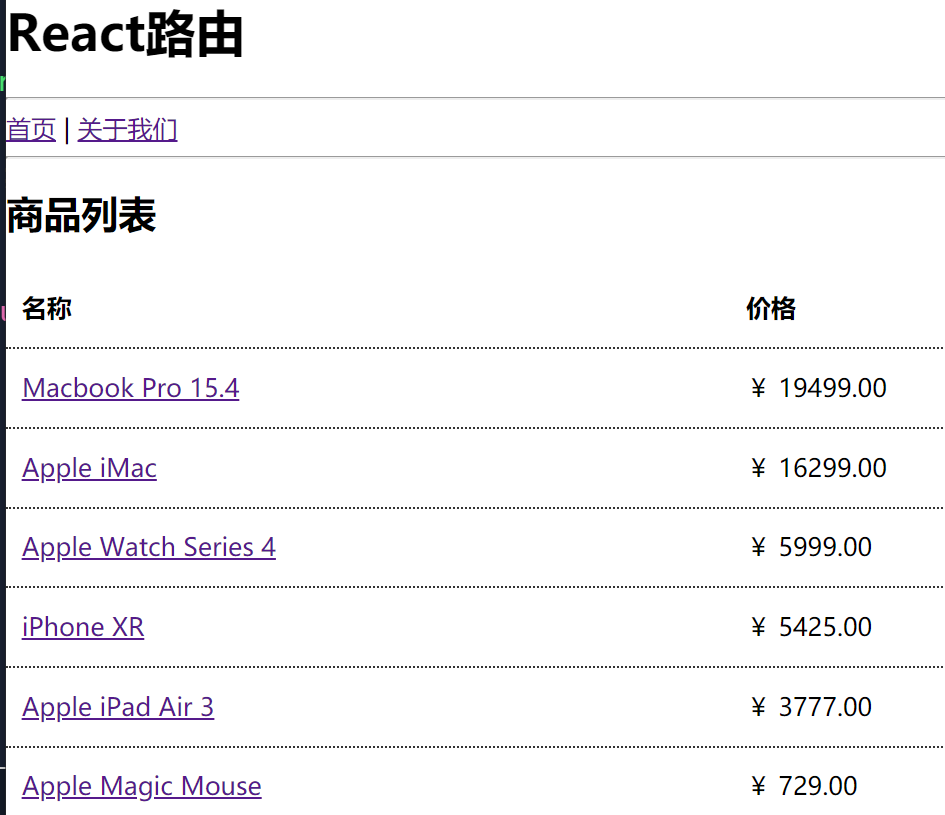 React路由
首页 | 关于我们
商品列表
名称 价格
Macbook Pro 15.4 ¥ 19499.00
Apple iMac ¥ 16299.00
Apple Watch Series 4 ¥ 5999.00
iPhone XR ¥ 5425.00
Apple iPad Air 3 ¥ 3777.00
Apple Magic Mouse ¥ 729.00